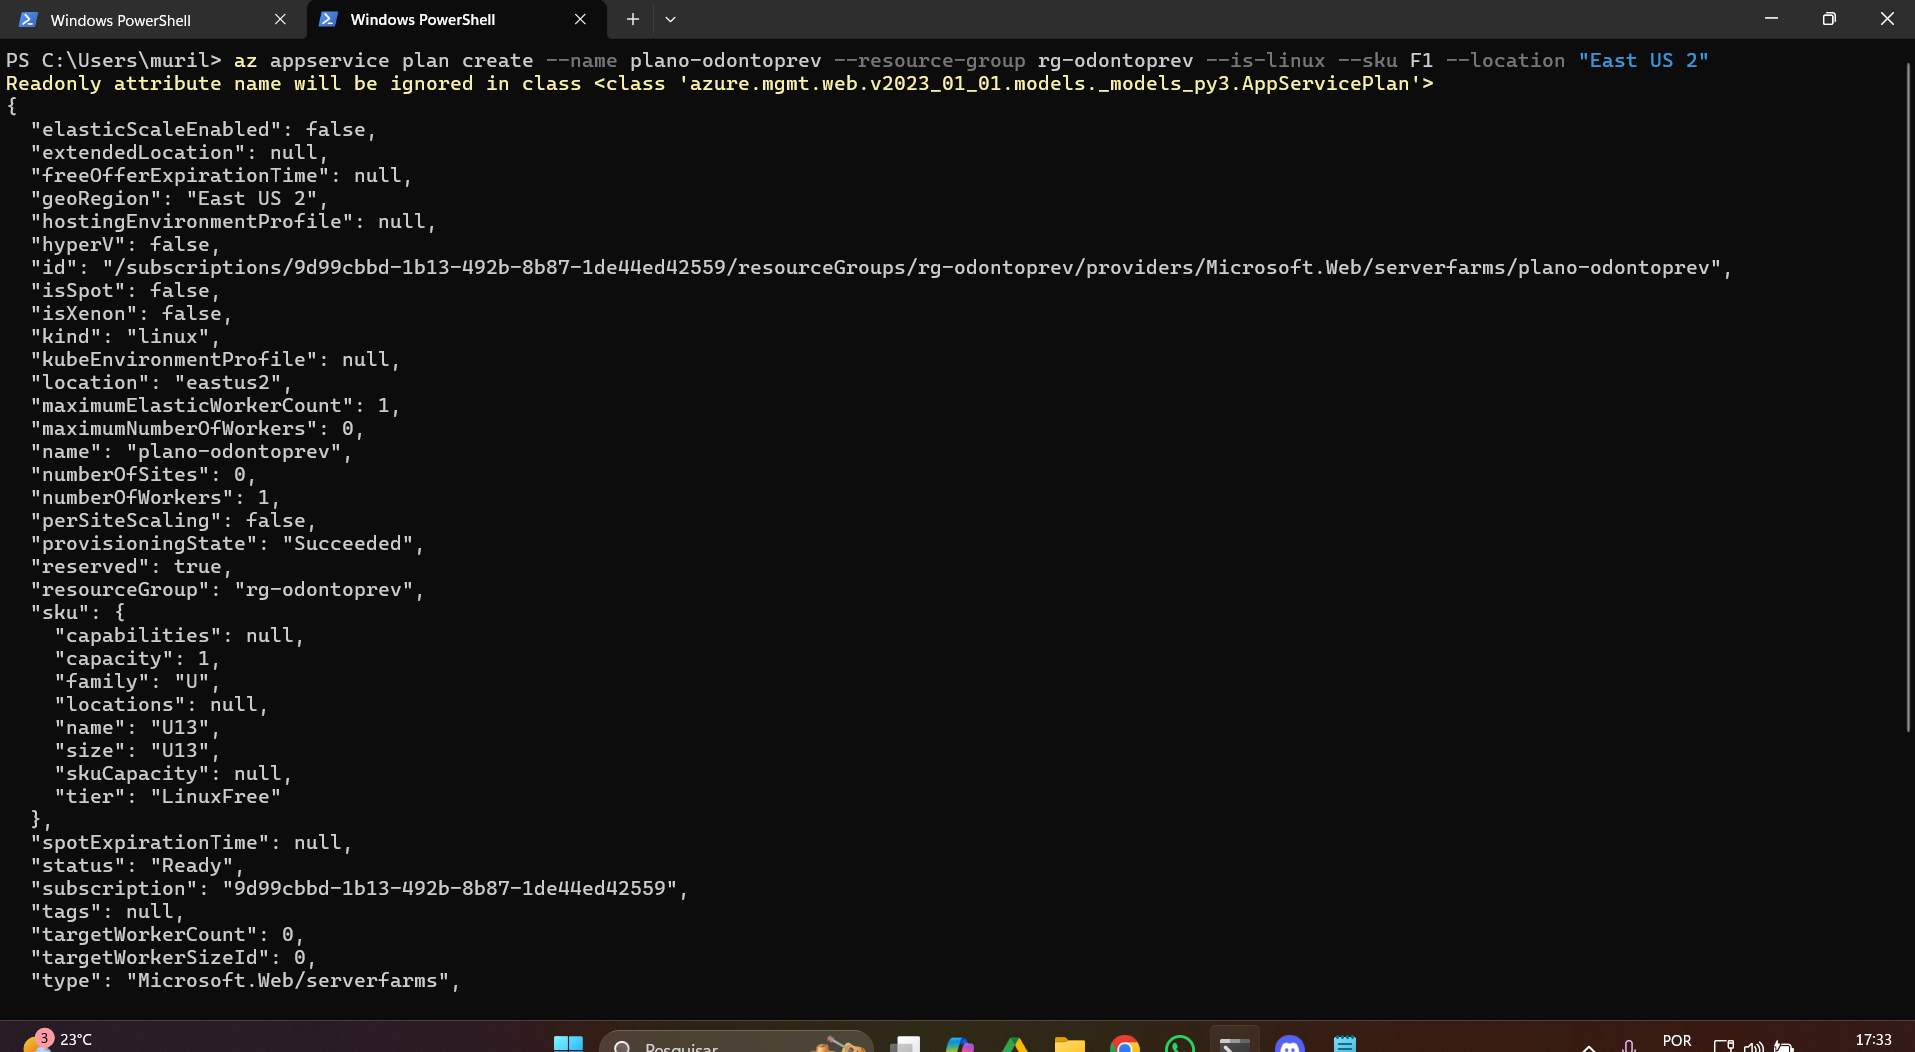 Windows PowerShell
Windows PowerShell
PS C:\Users\muril> az appservice plan create --name plano-odontoprev --resource-group rg-odontoprev --is-linux --sku F1 --location "East US 2"
Readonly attribute name will be ignored in class <class 'azure.mgmt.web.v2023_01_01.models._models_py3.AppServicePlan'>
{
  "elasticScaleEnabled": false,
  "extendedLocation": null,
  "freeOfferExpirationTime": null,
  "geoRegion": "East US 2",
  "hostingEnvironmentProfile": null,
  "hyperV": false,
  "id": "/subscriptions/9d99cbbd-1b13-492b-8b87-1de44ed42559/resourceGroups/rg-odontoprev/providers/Microsoft.Web/serverfarms/plano-odontoprev",
  "isSpot": false,
  "isXenon": false,
  "kind": "linux",
  "kubeEnvironmentProfile": null,
  "location": "eastus2",
  "maximumElasticWorkerCount": 1,
  "maximumNumberOfWorkers": 0,
  "name": "plano-odontoprev",
  "numberOfSites": 0,
  "numberOfWorkers": 1,
  "perSiteScaling": false,
  "provisioningState": "Succeeded",
  "reserved": true,
  "resourceGroup": "rg-odontoprev",
  "sku": {
    "capabilities": null,
    "capacity": 1,
    "family": "U",
    "locations": null,
    "name": "U13",
    "size": "U13",
    "skuCapacity": null,
    "tier": "LinuxFree"
  },
  "spotExpirationTime": null,
  "status": "Ready",
  "subscription": "9d99cbbd-1b13-492b-8b87-1de44ed42559",
  "tags": null,
  "targetWorkerCount": 0,
  "targetWorkerSizeId": 0,
  "type": "Microsoft.Web/serverfarms",
3
23°C
Pesquisar
POR
17:33